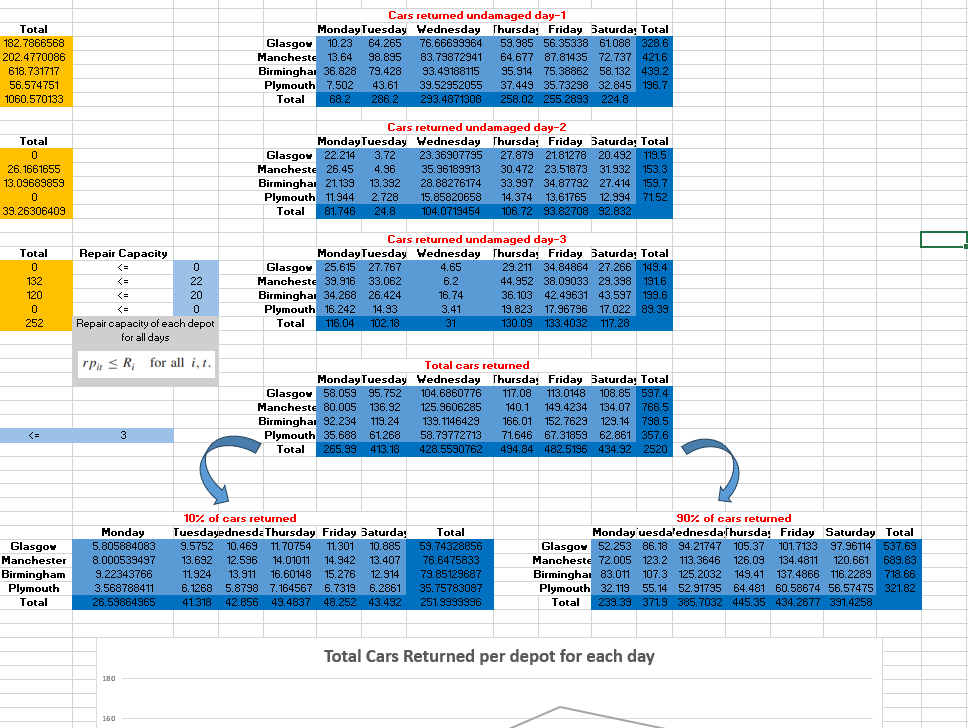 Cars returned undamaged day-1
Total Monday Tuesday Wednesday Thursday Friday Saturday Total
182.7866568 Glasgow 10.23 64.265 76.66699964 59.985 56.35338 61.088 328.6
202.4770086 Mancheste 13.64 98.895 83.79872941 64.677 87.81435 72.737 421.6
618.731717 Birminghar 36.828 79.428 93.49188115 95.914 75.38862 58.132 439.2
56.574751 Plymouth 7.502 43.61 39.52952055 37.449 35.73298 32.845 196.7
1060.570133 Total 68.2 286.2 293.4871308 258.02 255.2893 224.8
Cars returned undamaged day-2
Total Monday Tuesday Wednesday Thursday Friday Saturday Total
0 Glasgow 22.214 3.72 23.36907795 27.879 21.81278 20.492 119.5
26.1661655 Mancheste 26.45 4.96 35.96189913 30.472 23.51873 31.932 153.3
13.09689859 Birminghar 21.139 13.392 28.88276174 33.997 34.87792 27.414 159.7
0 Plymouth 11.944 2.728 15.85820658 14.374 13.61765 12.994 71.52
39.26306409 Total 81.746 24.8 104.0719454 106.72 93.82708 92.832
Cars returned undamaged day-3
Total Repair Capacity Monday Tuesday Wednesday Thursday Friday Saturday Total
0 <= 0 Glasgow 25.615 27.767 4.65 29.211 34.84864 27.266 149.4
132 <= 22 Mancheste 39.916 33.062 6.2 44.952 38.09033 29.398 191.6
120 <= 20 Birminghar 34.268 26.424 16.74 36.103 42.49631 43.597 199.6
0 <= 0 Plymouth 16.242 14.93 3.41 19.823 17.96796 17.022 89.39
252 Total 116.04 102.18 31 130.09 133.4032 117.28
Repair capacity of each depot
for all days
rpit ≤ Ri for all i, t.
Total cars returned
Monday Tuesday Wednesday Thursday Friday Saturday Total
Glasgow 58.059 95.752 104.6860776 117.08 113.0148 108.85 597.4
Mancheste 80.005 136.92 125.9606285 140.1 149.4234 134.07 766.5
Birminghar 92.234 119.24 139.1146429 166.01 152.7629 129.14 798.5
<= 3 Plymouth 35.688 61.268 58.79772713 71.646 67.31859 62.861 357.6
Total 265.99 413.18 428.5590762 494.84 482.5196 434.92 2520
10% of cars returned
Monday Tuesday ednesda Thursday Friday Saturday Total
Glasgow 5.805884083 9.5752 10.469 11.70754 11.301 10.885 59.74326856
Manchester 8.000539497 13.692 12.596 14.01011 14.942 13.407 76.6475833
Birmingham 9.22343766 11.924 13.911 16.60148 15.276 12.914 79.85129687
Plymouth 3.568788411 6.1268 5.8798 7.164567 6.7319 6.2861 35.75783087
Total 26.59864965 41.318 42.856 49.4837 48.252 43.492 251.9999996
90% of cars returned
Monday uesda ednesda hursday Friday Saturday Total
Glasgow 52.253 86.18 94.21747 105.37 101.7133 97.96114 537.69
Mancheste 72.005 123.2 113.3646 126.09 134.4811 120.661 689.83
Birminghar 83.011 107.3 125.2032 149.41 137.4866 116.2289 718.66
Plymouth 32.119 55.14 52.91795 64.481 60.58674 56.57475 321.82
Total 239.39 371.9 385.7032 445.35 434.2677 391.4258
Total Cars Returned per depot for each day
180
160